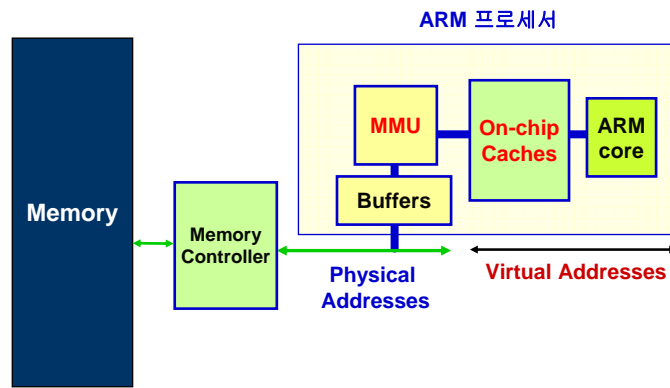 ARM 프로세서
MMU
On-chip
Caches
ARM
core
Buffers
Memory
Memory
Controller
Physical
Addresses
Virtual Addresses